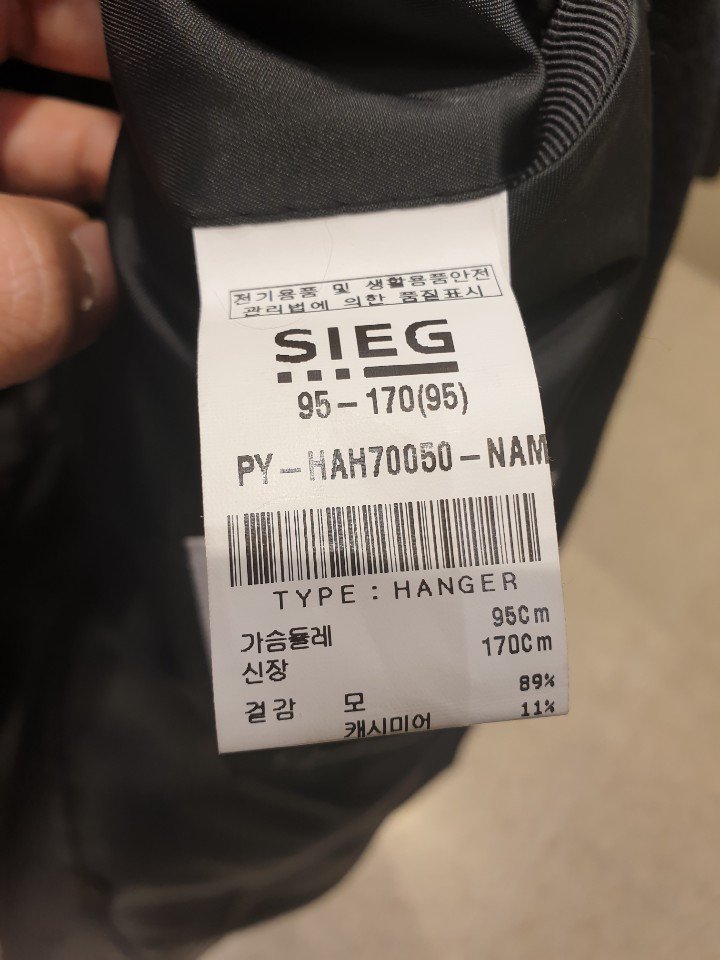 전기용품 및 생활용품안전
관리법에 의한 품질표시
SIEG
95-170(95)
PY-HAH70050-NAM
TYPE : HANGER
가슴둘레 95Cm
신장 170Cm
겉감 모 89%
캐시미어 11%